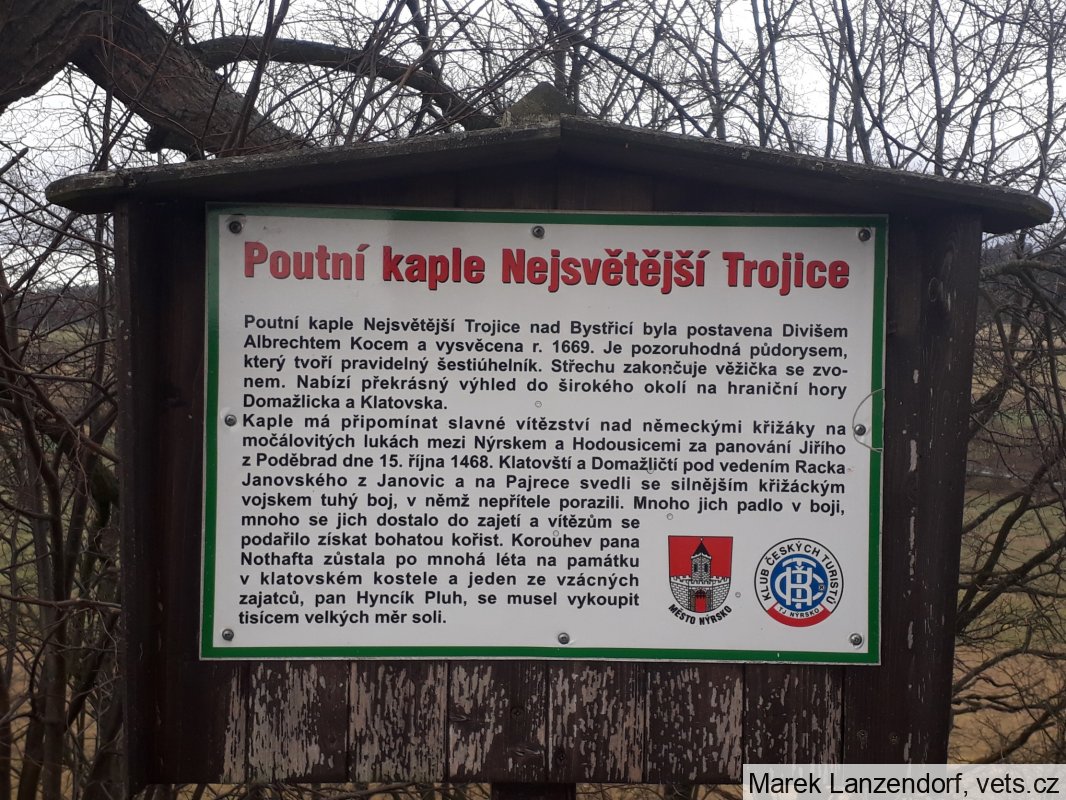 Poutní kaple Nejsvětější Trojice
Poutní kaple Nejsvětější Trojice nad Bystřicí byla postavena Divišem
Albrechtem Kocem a vysvěcena r. 1669. Je pozoruhodná půdorysem,
který tvoří pravidelný šestiúhelník. Střechu zakončuje věžička se zvo-
nem. Nabízí překrásný výhled do širokého okolí na hraniční hory
Domažlicka a Klatovska.
Kaple má připomínat slavné vítězství nad německými křižáky na
močálovitých lukách mezi Nýrskem a Hodousicemi za panování Jiřího
z Poděbrad dne 15. října 1468. Klatovští a Domažličtí pod vedením Racka
Janovského z Janovic a na Pajrece svedli se silnějším křižáckým
vojskem tuhý boj, v němž nepřítele porazili. Mnoho jich padlo v boji,
mnoho se jich dostalo do zajetí a vítězům se
podařilo získat bohatou kořist. Korouhev pana
Nothafta zůstala po mnohá léta na památku
v klatovském kostele a jeden ze vzácných
zajatců, pan Hyncík Pluh, se musel vykoupit
tisícem velkých měr soli.
MĚSTO NÝRSKO
KLUB ČESKÝCH TURISTŮ
KČT
TJ NÝRSKO
Marek Lanzendorf, vets.cz